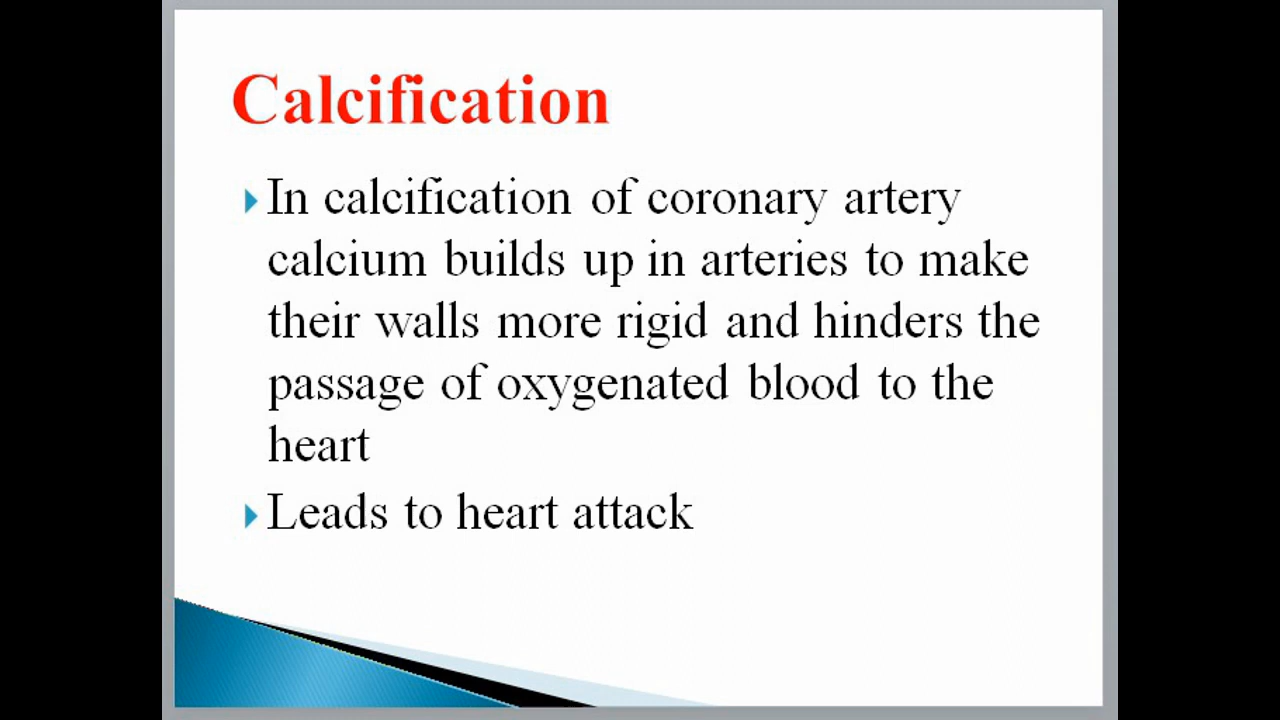 Calcification
In calcification of coronary artery
calcium builds up in arteries to make
their walls more rigid and hinders the
passage of oxygenated blood to the
heart
Leads to heart attack